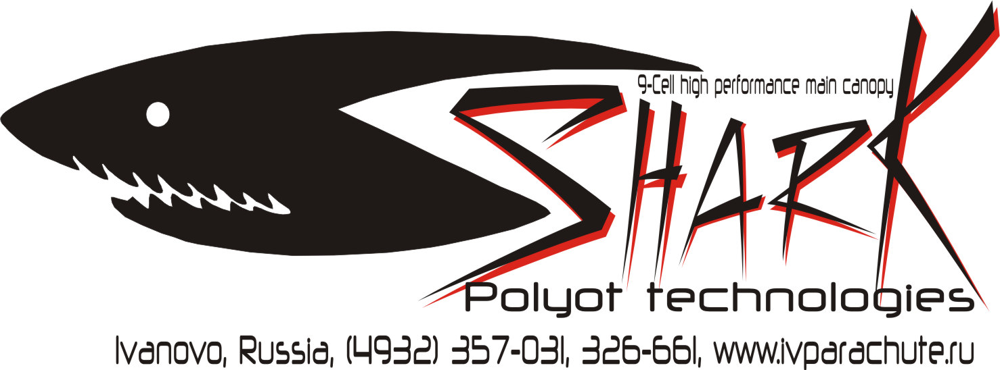 9-Cell high performance main canopy
SHARK
Polyot technologies
Ivanovo, Russia, (4932) 357-031, 326-661, www.ivparachute.ru